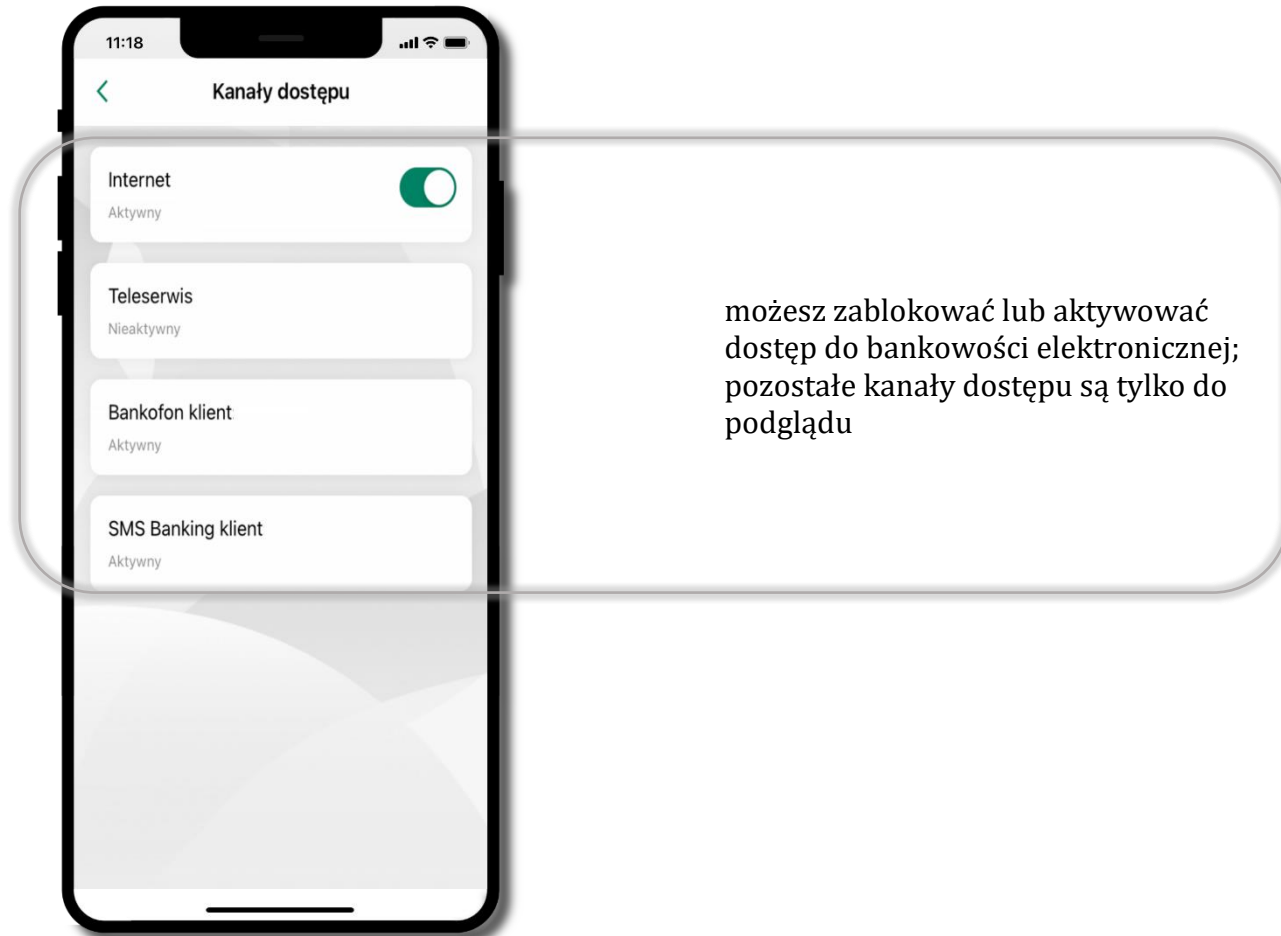 11:18
Kanały dostępu
Internet
Aktywny
Teleserwis
Nieaktywny
Bankofon klient
Aktywny
SMS Banking klient
Aktywny
możesz zablokować lub aktywować
dostęp do bankowości elektronicznej;
pozostałe kanały dostępu są tylko do
podglądu